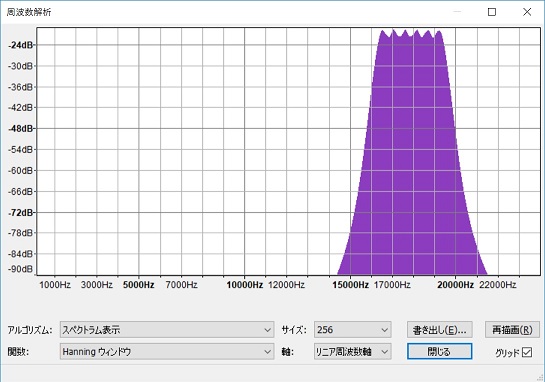 周波数解析
-24dB
-30dB
-36dB
-42dB
-48dB
-54dB
-60dB
-66dB
-72dB
-78dB
-84dB
-90dB
1000Hz 3000Hz 5000Hz 7000Hz 10000Hz 12000Hz 15000Hz 17000Hz 20000Hz 22000Hz
アルゴリズム: スペクトラム表示 サイズ: 256 書き出し(E)... 再描画(R)
関数: Hanning ウィンドウ 軸: リニア周波数軸 閉じる グリッド